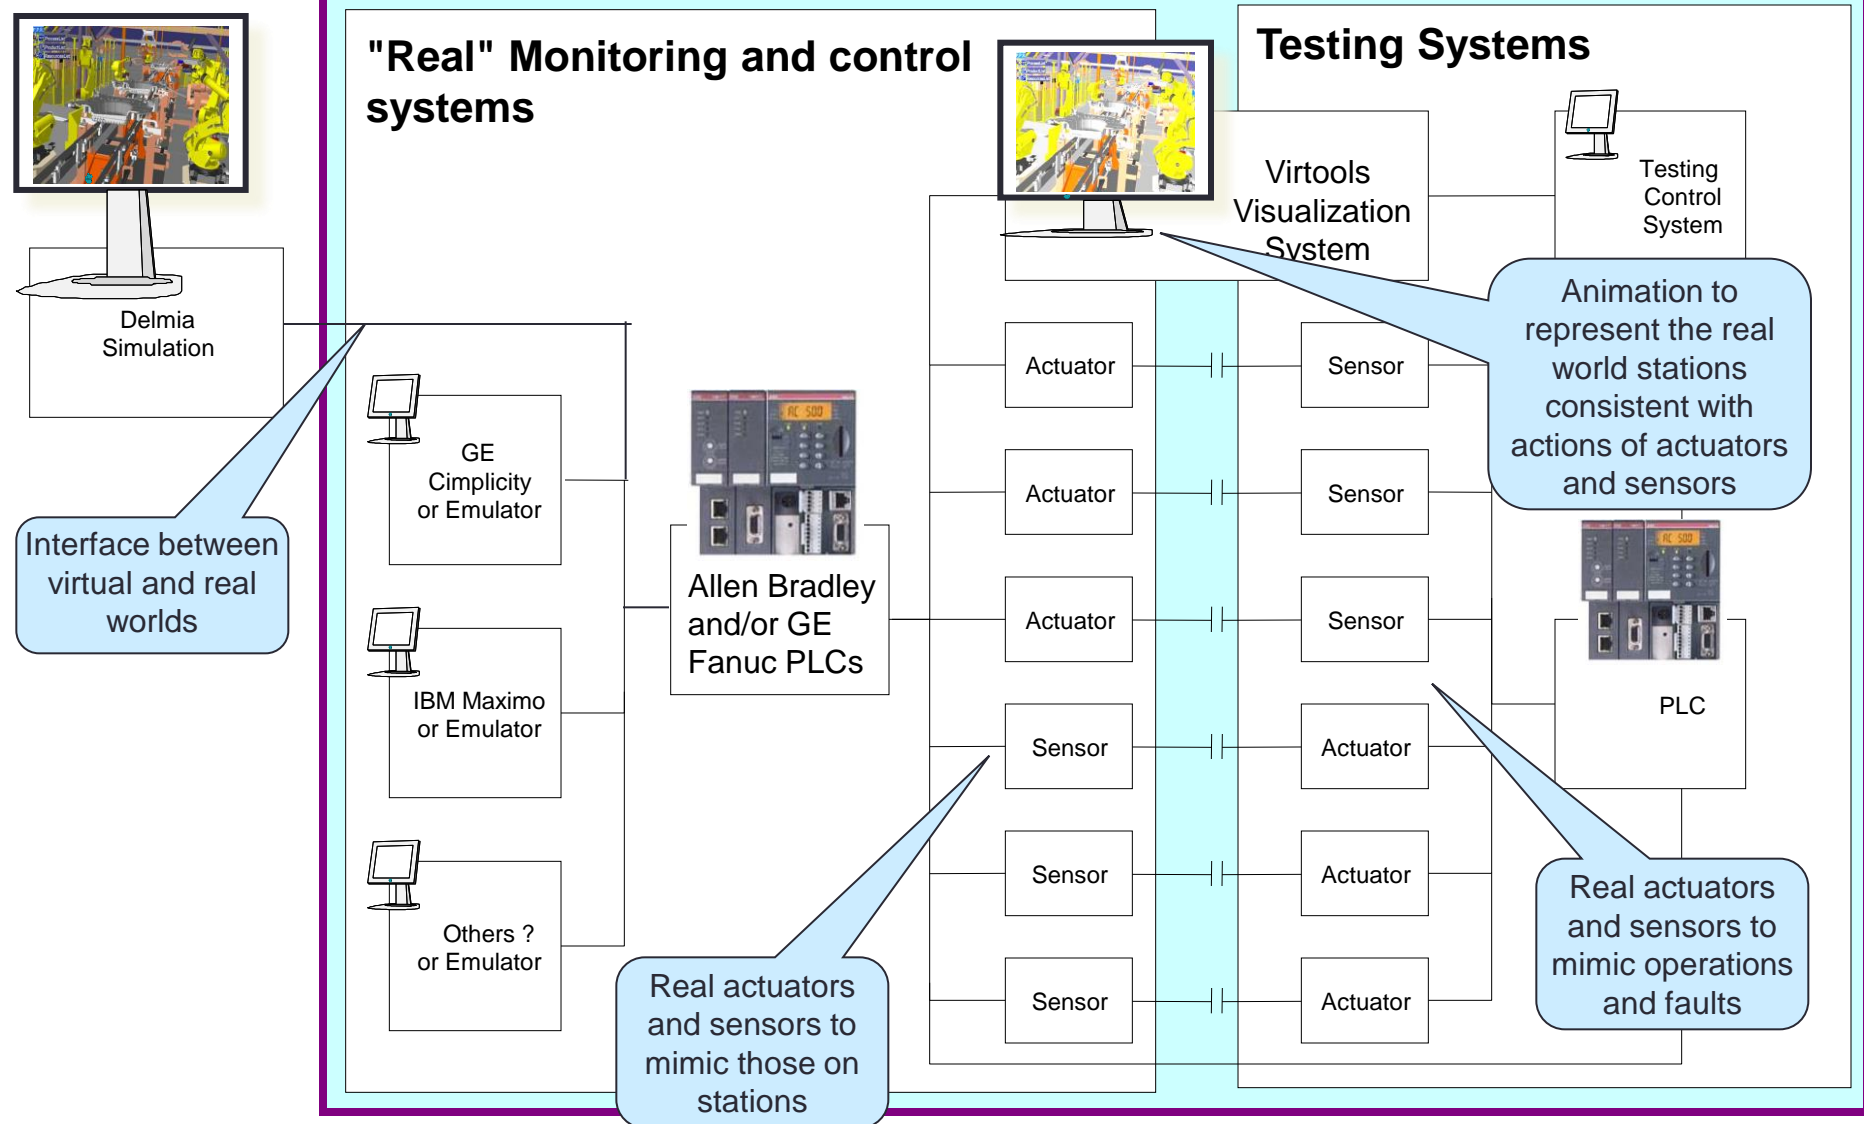 "Real" Monitoring and control
systems
Testing Systems
Virtools
Visualization
System
Testing
Control
System
Delmia
Simulation
Animation to
represent the real
world stations
consistent with
actions of actuators
and sensors
Actuator
Sensor
GE
Cimplicity
or Emulator
AC 500
Actuator
Sensor
Interface between
virtual and real
worlds
Allen Bradley
and/or GE
Fanuc PLCs
Actuator
Sensor
AC 500
PLC
IBM Maximo
or Emulator
Sensor
Actuator
Sensor
Actuator
Real actuators
and sensors to
mimic operations
and faults
Others ?
or Emulator
Sensor
Actuator
Real actuators
and sensors to
mimic those on
stations